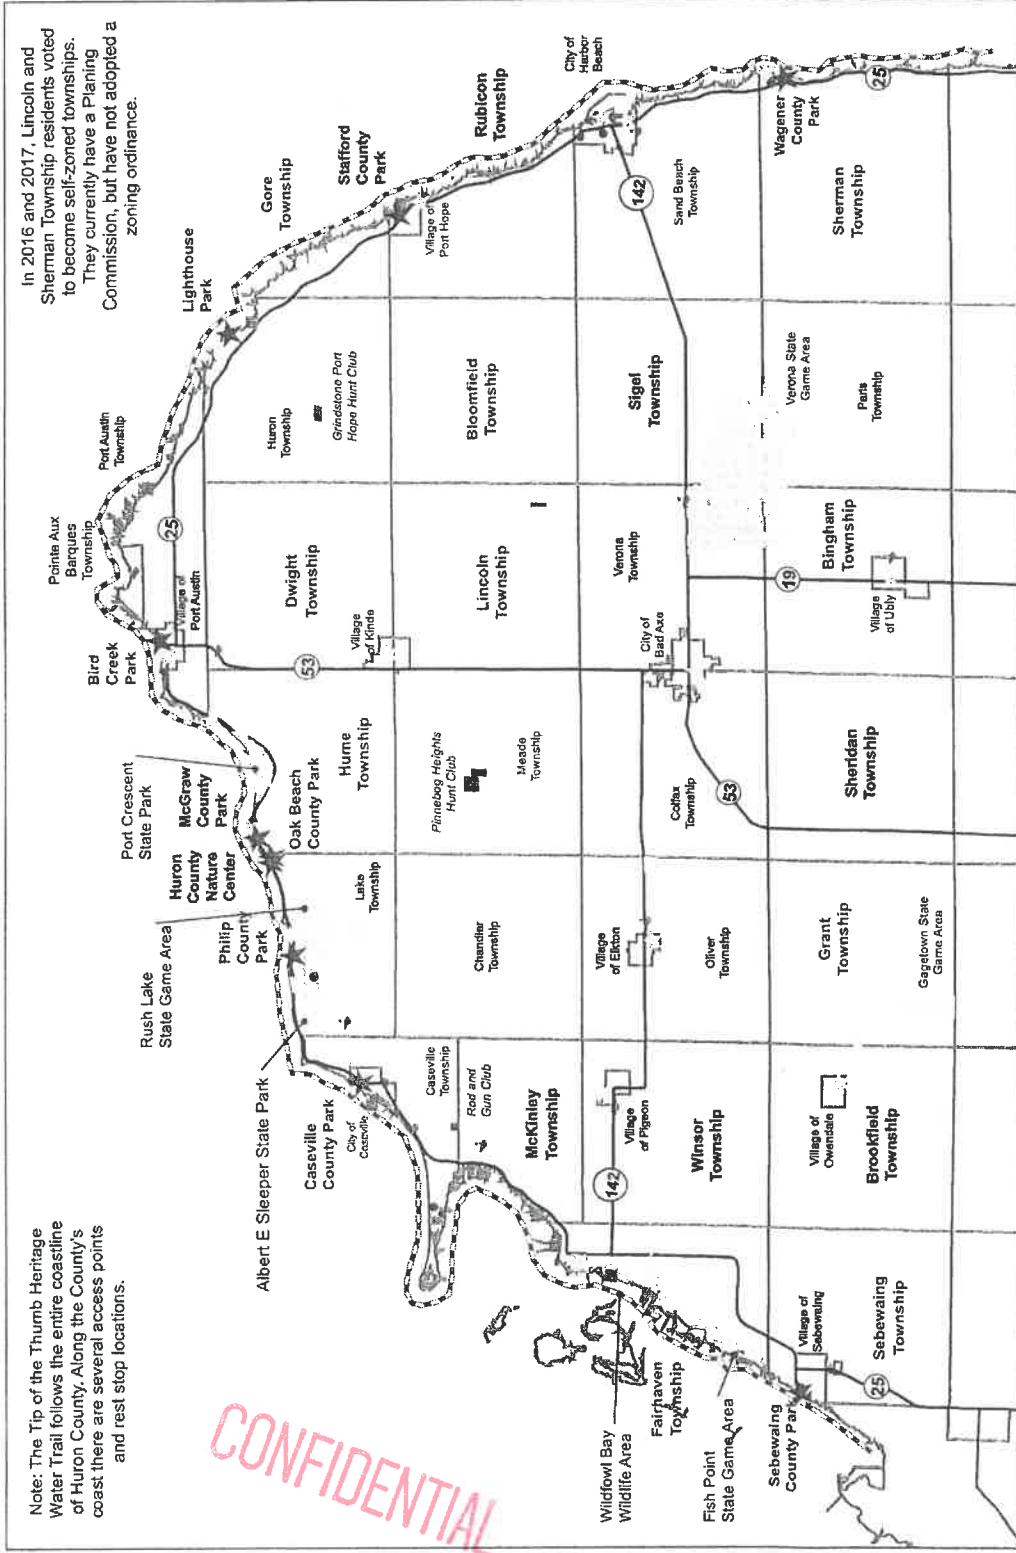 Note: The Tip of the Thumb Heritage
Water Trail follows the entire coastline
of Huron County. Along the County's
coast there are several access points
and rest stop locations.
In 2016 and 2017, Lincoln and
Sherman Township residents voted
to become self-zoned townships.
They currently have a Planing
Commission, but have not adopted a
zoning ordinance.
CONFIDENTIAL
Pointe Aux
Barques
Township
Port Austin
Township
Bird
Creek
Park
Village of
Port Austin
25
Lighthouse
Park
Gore
Township
Stafford
County
Park
Rubicon
Township
City of
Harbor
Beach
Village of
Port Hope
Port Crescent
State Park
McGraw
County
Park
Huron
County
Nature
Center
Oak Beach
County Park
Philip
County
Park
Rush Lake
State Game Area
Albert E Sleeper State Park
Caseville
County Park
City of
Caseville
Caseville
Township
Rod and
Gun Club
Lake
Township
Hume
Township
53
Village
of Kinde
Dwight
Township
Huron
Township
Grindstone Port
Hope Hunt Club
Pinnebog Heights
Hunt Club
Meade
Township
Chandler
Township
McKinley
Township
Lincoln
Township
Bloomfield
Township
Sigel
Township
Verona
Township
City of
Bad Axe
Colfax
Township
53
Village
of Elkton
Oliver
Township
Village
of Pigeon
142
Winsor
Township
142
Sand Beach
Township
Wagener
County
Park
25
Sherman
Township
Verona State
Game Area
Paris
Township
Bingham
Township
19
Village
of Ubly
Sheridan
Township
Grant
Township
Gagetown State
Game Area
Village of
Owendale
Brookfield
Township
Wildfowl Bay
Wildlife Area
Fairhaven
Township
Fish Point
State Game Area
Sebewaing
County Park
Village of
Sebewaing
Sebewaing
Township
25